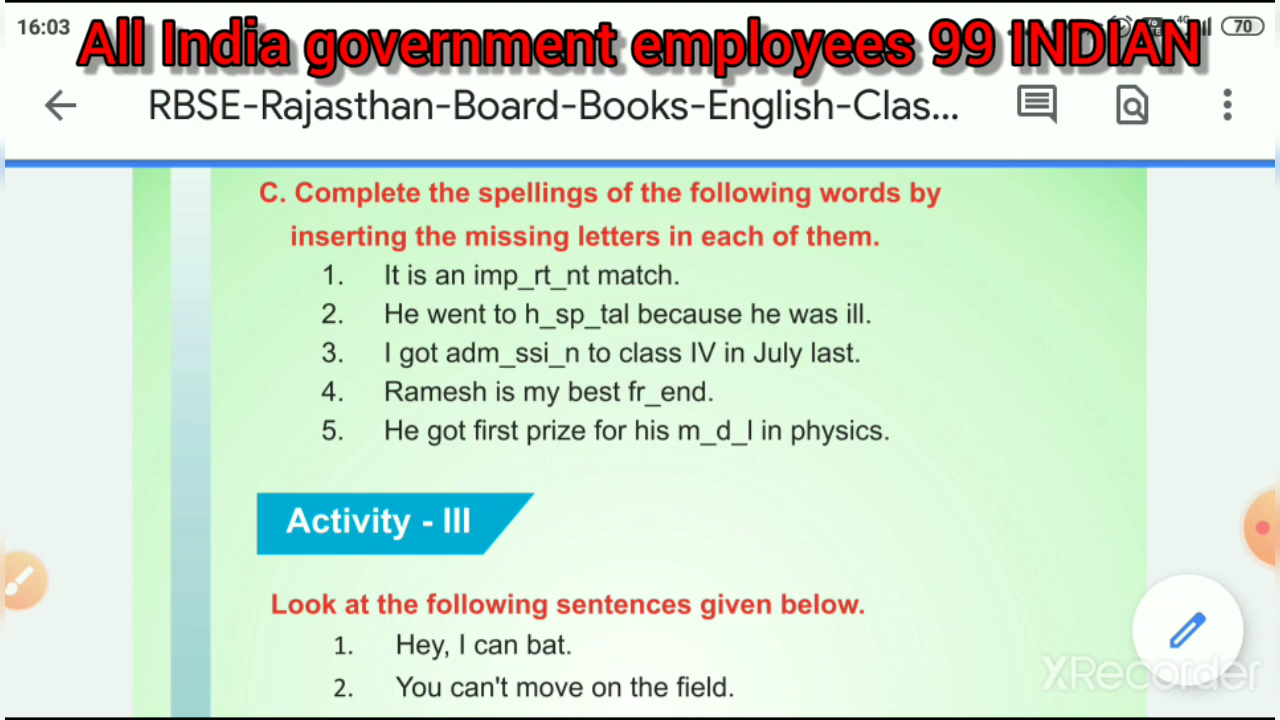 16:03
4G
70
All India government employees 99 INDIAN
RBSE-Rajasthan-Board-Books-English-Clas...
C. Complete the spellings of the following words by
inserting the missing letters in each of them.
1. It is an imp_rt_nt match.
2. He went to h_sp_tal because he was ill.
3. I got adm_ssi_n to class IV in July last.
4. Ramesh is my best fr_end.
5. He got first prize for his m_d_l in physics.
Activity - III
Look at the following sentences given below.
1. Hey, I can bat.
2. You can't move on the field.
XRecorder